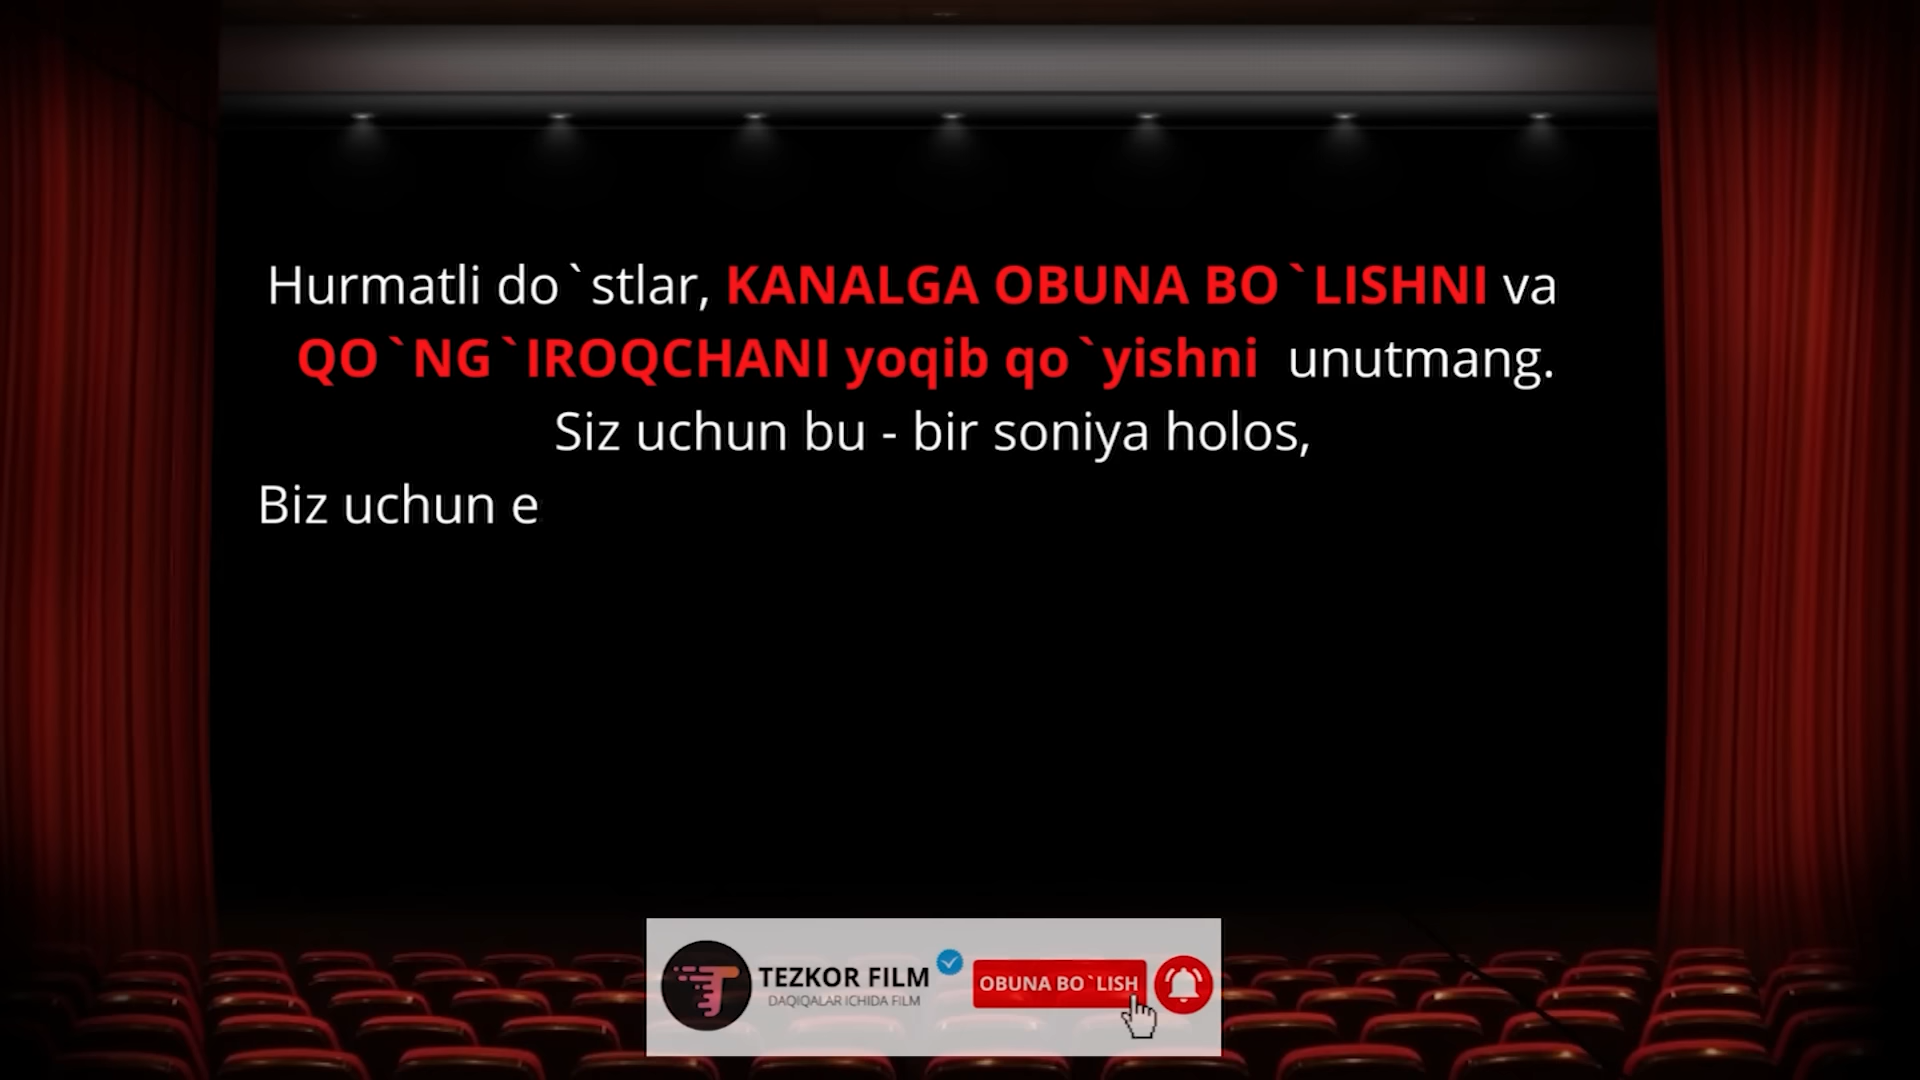 Hurmatli do`stlar, KANALGA OBUNA BO`LISHNI va
QO`NG`IROQCHANI yoqib qo`yishni unutmang.
Siz uchun bu - bir soniya holos,
Biz uchun e
TEZKOR FILM
DAQIQALAR ICHIDA FILM
OBUNA BO`LISH